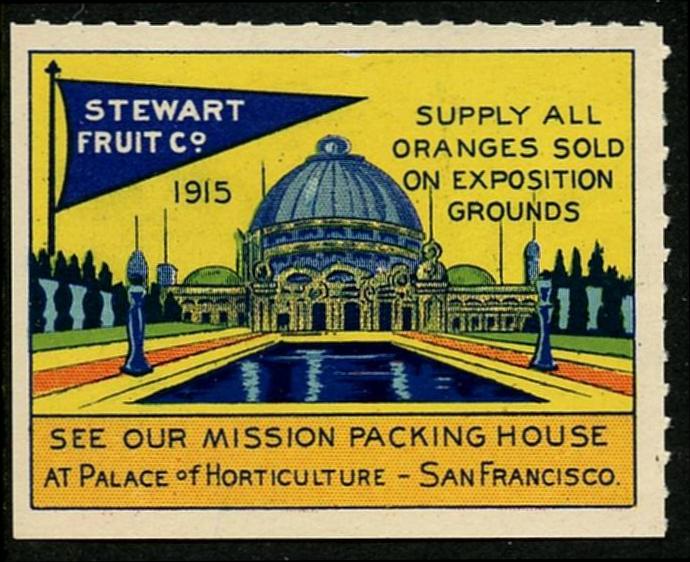 STEWART
FRUIT Cº
1915
SUPPLY ALL
ORANGES SOLD
ON EXPOSITION
GROUNDS
SEE OUR MISSION PACKING HOUSE
AT PALACE of HORTICULTURE – SAN FRANCISCO.